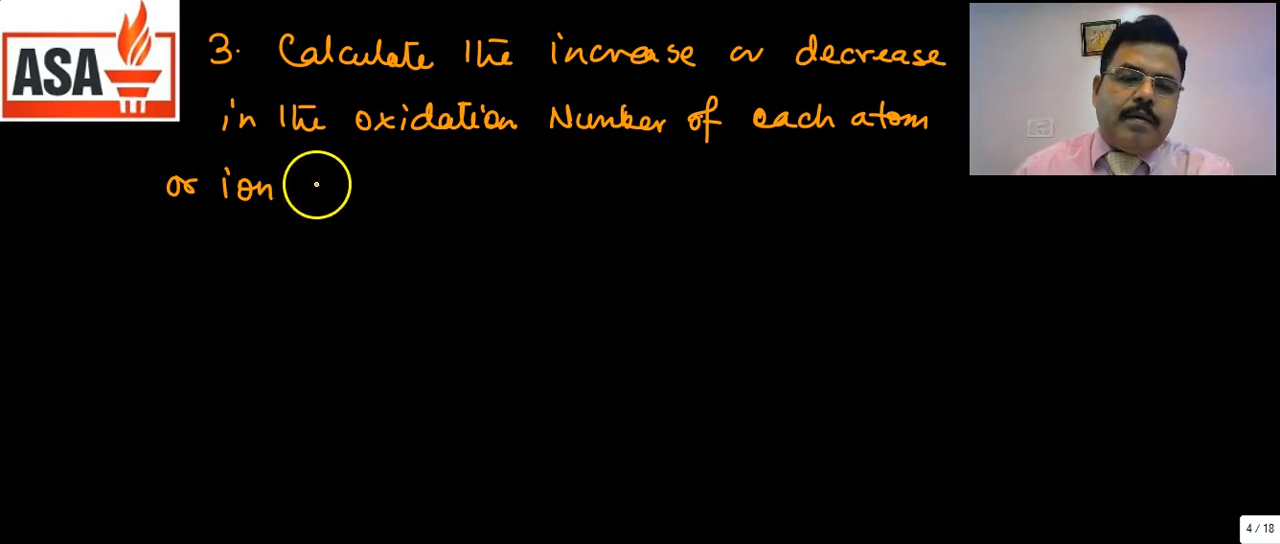 ASA
3. Calculate the increase or decrease
in the oxidation Number of each atom
or ion
4 / 18